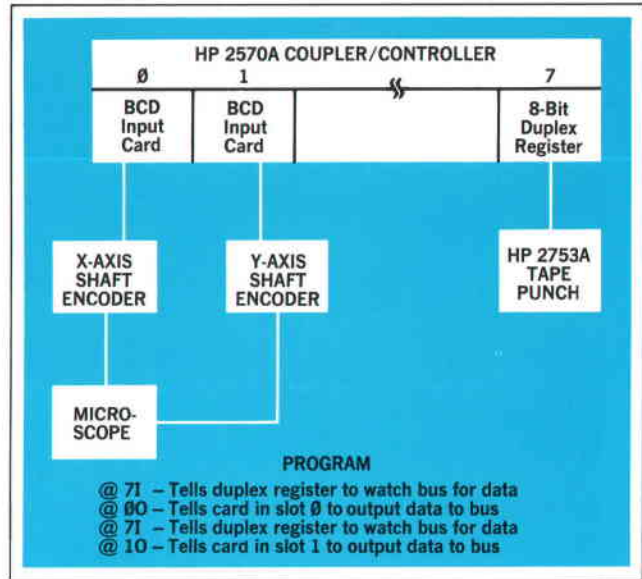 HP 2570A COUPLER/CONTROLLER
Ø 1 7
BCD
Input
Card
BCD
Input
Card
8-Bit
Duplex
Register
X-AXIS
SHAFT
ENCODER
Y-AXIS
SHAFT
ENCODER
HP 2753A
TAPE
PUNCH
MICRO-
SCOPE
PROGRAM
@ 7I – Tells duplex register to watch bus for data
@ ØO – Tells card in slot Ø to output data to bus
@ 7I – Tells duplex register to watch bus for data
@ 1O – Tells card in slot 1 to output data to bus